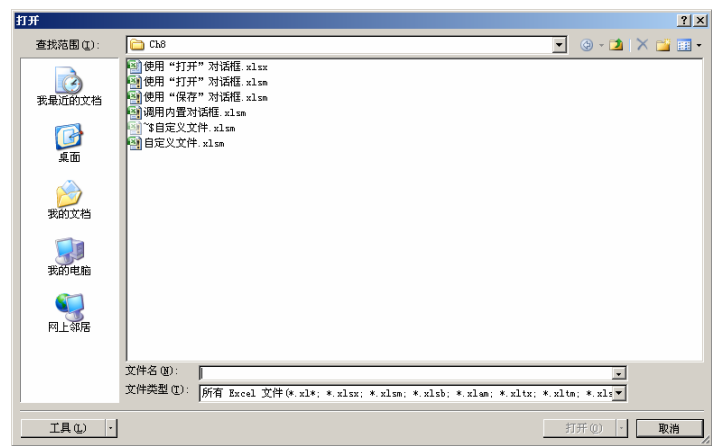 打开
查找范围(I):
Ch8
我最近的文档
桌面
我的文档
我的电脑
网上邻居
使用“打开”对话框.xlsx
使用“打开”对话框.xlsm
使用“保存”对话框.xlsm
调用内置对话框.xlsm
~$自定义文件.xlsm
自定义文件.xlsm
文件名(N):
文件类型(T):
所有 Excel 文件(*.xl*; *.xlsx; *.xlsm; *.xlsb; *.xlam; *.xltx; *.xltm; *.xls
工具(L)
打开(O)
取消